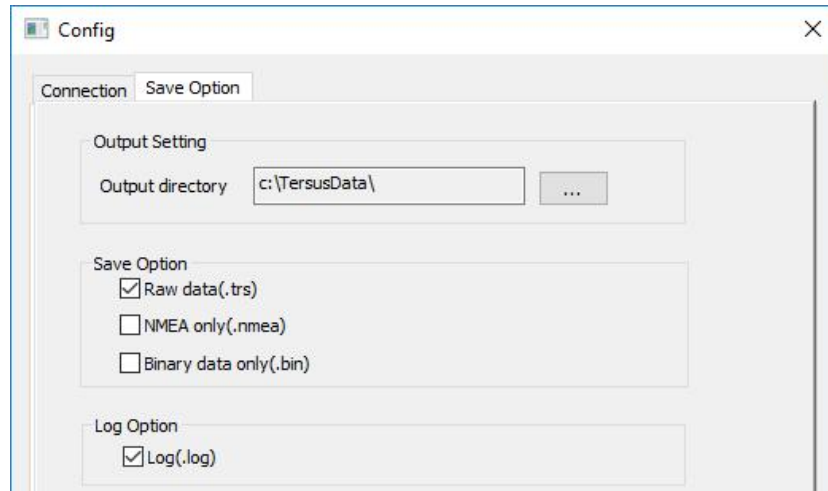 Config
Connection
Save Option
Output Setting
Output directory
c:\TersusData\
...
Save Option
Raw data(.trs)
NMEA only(.nmea)
Binary data only(.bin)
Log Option
Log(.log)